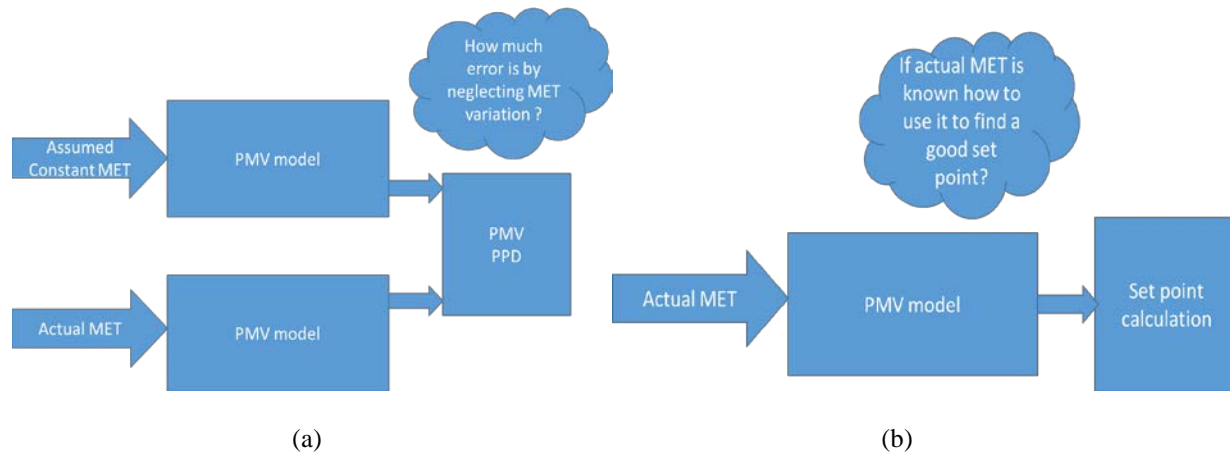 How much
error is by
neglecting MET
variation ?
Assumed
Constant MET
PMV model
PMV
PPD
Actual MET
PMV model
(a)
If actual MET is
known how to
use it to find a
good set
point?
Actual MET
PMV model
Set point
calculation
(b)